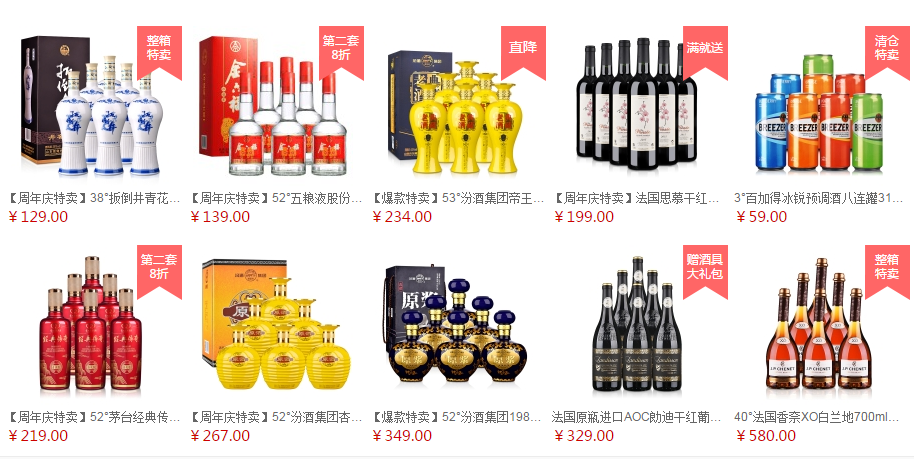 整箱
特卖
第二套
8折
直降
满就送
清仓
特卖
BREEZER
BREEZER
BREEZER
【周年庆特卖】38°扳倒井青花…
【周年庆特卖】52°五粮液股份…
【爆款特卖】53°汾酒集团帝王…
【周年庆特卖】法国思慕干红…
3°百加得冰锐预调酒八连罐31…
￥129.00
￥139.00
￥234.00
￥199.00
￥59.00
第二套
8折
赠酒具
大礼包
整箱
特卖
原浆
J.P.CHENET
J.P.CHENET
J.P.CHENET
【周年庆特卖】52°茅台经典传…
【周年庆特卖】52°汾酒集团杏…
【爆款特卖】52°汾酒集团198…
法国原瓶进口AOC勆迪干红葡…
40°法国香奈XO白兰地700ml…
￥219.00
￥267.00
￥349.00
￥329.00
￥580.00